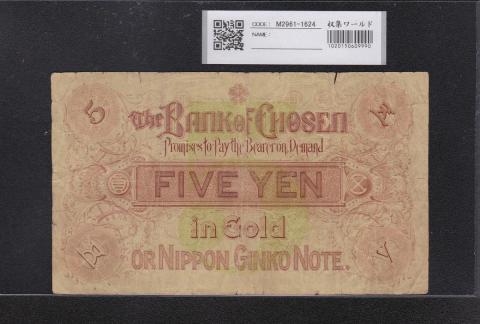 CODE: M2961-1624 収集ワールド
NAME:
1020150609990
5
The BANK of CHOSEN
Promises to Pay the Bearer on Demand
FIVE YEN
in Gold
OR NIPPON GINKO NOTE.